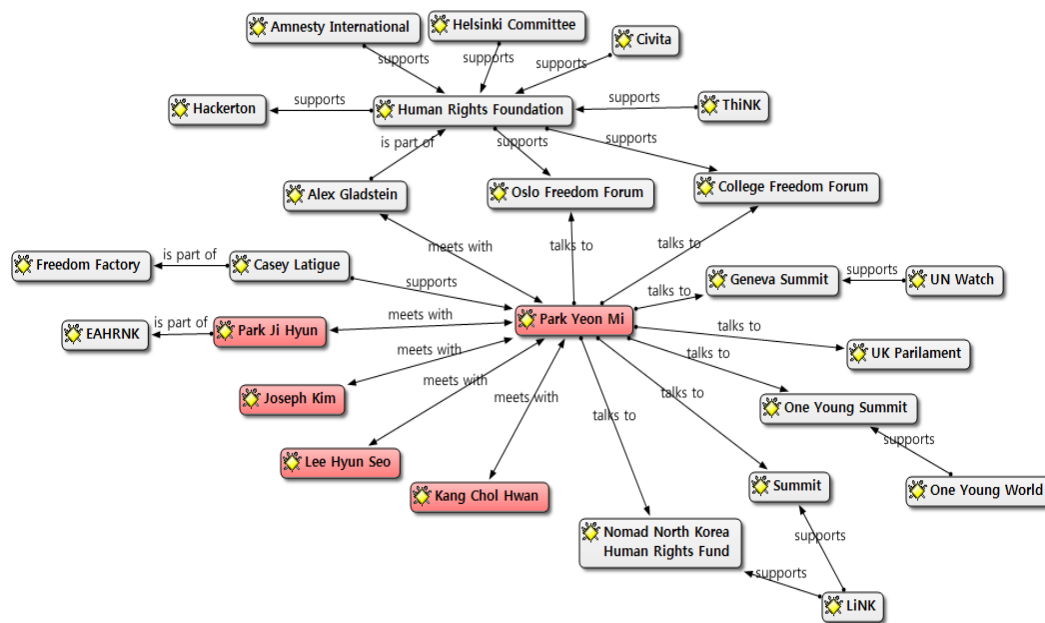 Amnesty International
Helsinki Committee
Civita
supports
supports
supports
Hackerton
supports
Human Rights Foundation
supports
ThiNK
is part of
supports
supports
Alex Gladstein
Oslo Freedom Forum
College Freedom Forum
meets with
talks to
talks to
Freedom Factory
is part of
Casey Latigue
supports
talks to
Geneva Summit
supports
UN Watch
EAHRNK
is part of
Park Ji Hyun
meets with
Park Yeon Mi
talks to
UK Parilament
meets with
talks to
Joseph Kim
meets with
meets with
talks to
talks to
One Young Summit
supports
Lee Hyun Seo
Kang Chol Hwan
Summit
One Young World
Nomad North Korea
Human Rights Fund
supports
supports
LiNK